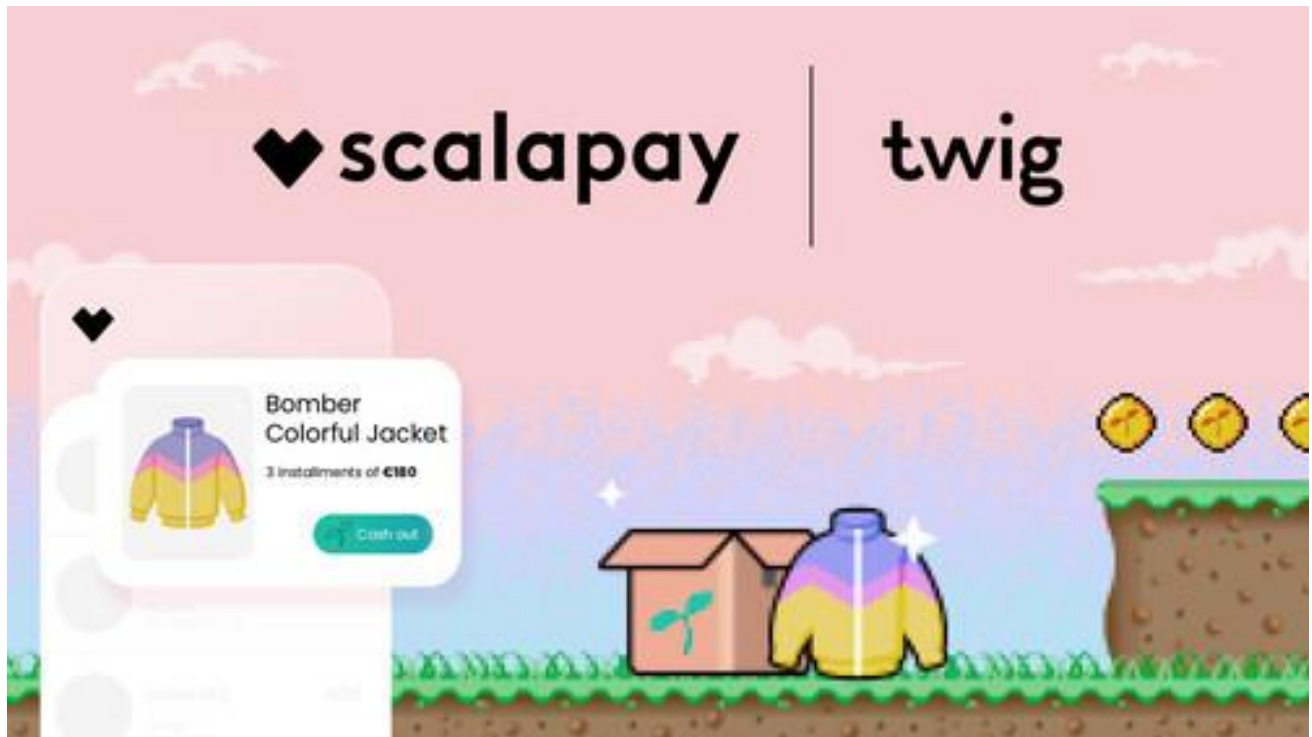 scalapay
twig
Bomber
Colorful Jacket
3 installments of €180
Cash out